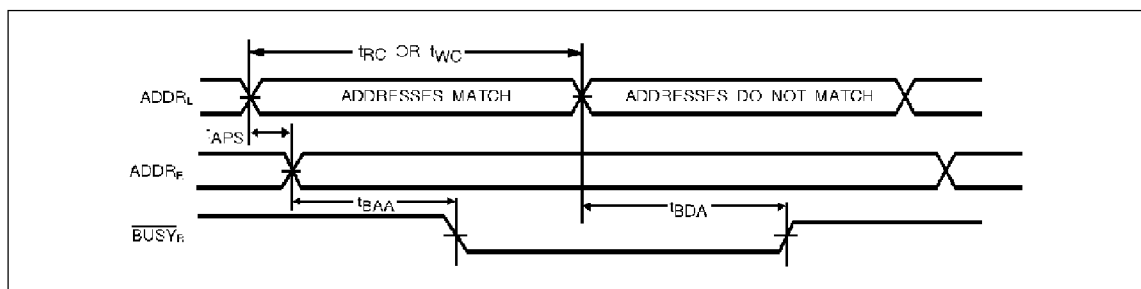 tRC OR tWC
ADDRL ADDRESSES MATCH ADDRESSES DO NOT MATCH
tAPS
ADDRR
tBAA tBDA
BUSYR